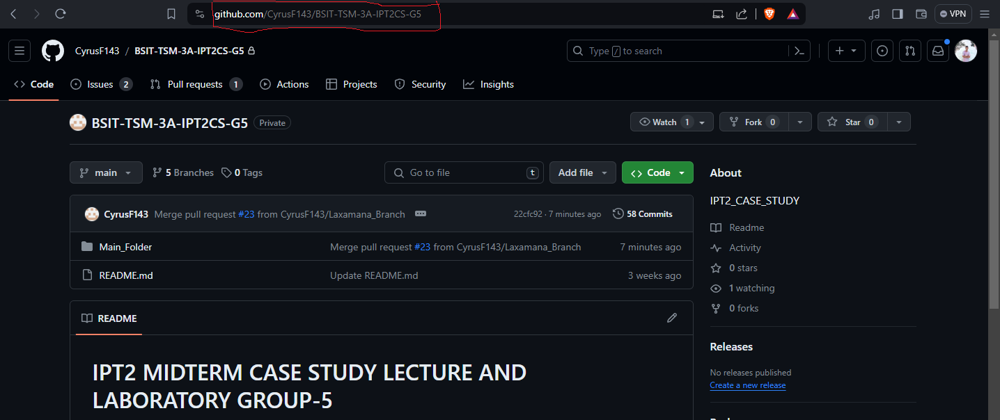 github.com/CyrusF143/BSIT-TSM-3A-IPT2CS-G5
VPN
CyrusF143 / BSIT-TSM-3A-IPT2CS-G5
Type / to search
Code
Issues 2
Pull requests 1
Actions
Projects
Security
Insights
BSIT-TSM-3A-IPT2CS-G5 Private
Watch 1
Fork 0
Star 0
main
5 Branches
0 Tags
Go to file t
Add file
Code
CyrusF143 Merge pull request #23 from CyrusF143/Laxamana_Branch
22cfc92 · 7 minutes ago
58 Commits
Main_Folder Merge pull request #23 from CyrusF143/Laxamana_Branch 7 minutes ago
README.md Update README.md 3 weeks ago
README
IPT2 MIDTERM CASE STUDY LECTURE AND
LABORATORY GROUP-5
About
IPT2_CASE_STUDY
Readme
Activity
0 stars
1 watching
0 forks
Releases
No releases published
Create a new release